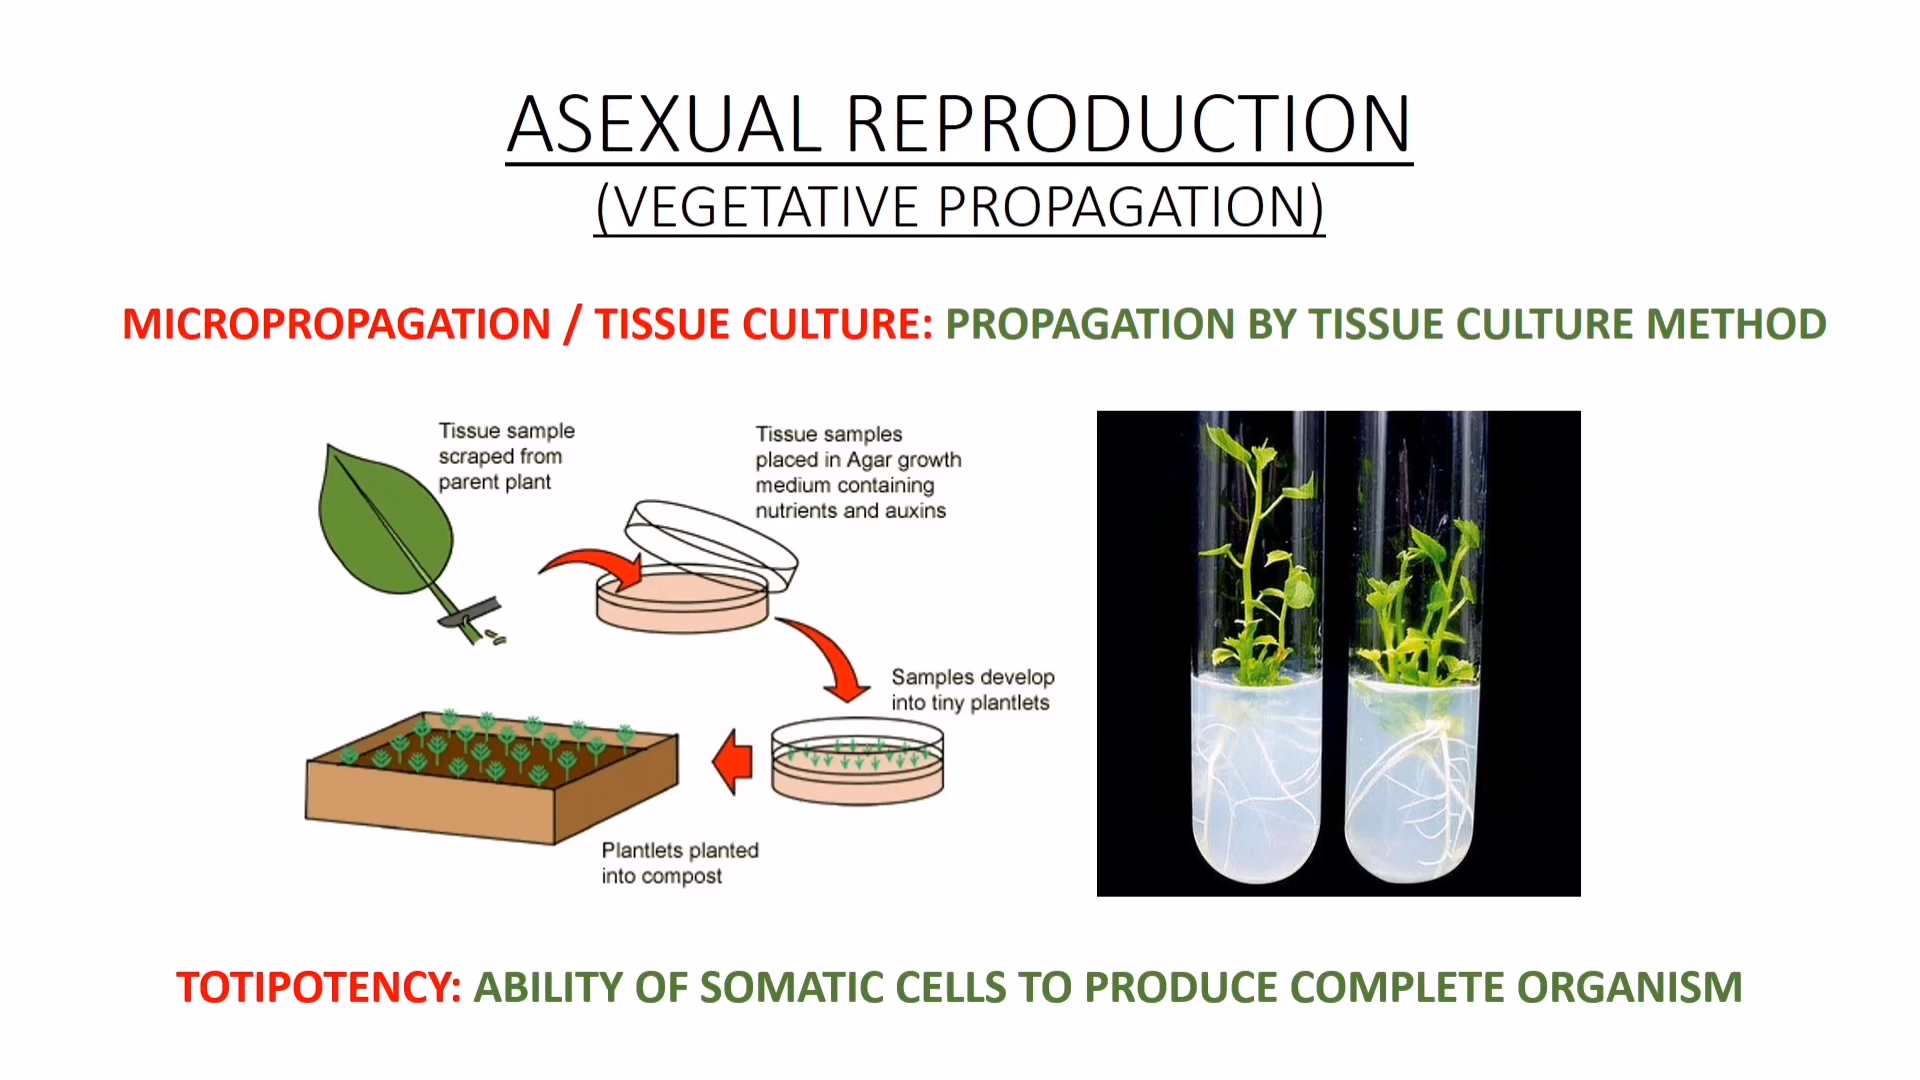 ASEXUAL REPRODUCTION
(VEGETATIVE PROPAGATION)
MICROPROPAGATION / TISSUE CULTURE: PROPAGATION BY TISSUE CULTURE METHOD
Tissue sample
scraped from
parent plant
Tissue samples
placed in Agar growth
medium containing
nutrients and auxins
Samples develop
into tiny plantlets
Plantlets planted
into compost
TOTIPOTENCY: ABILITY OF SOMATIC CELLS TO PRODUCE COMPLETE ORGANISM